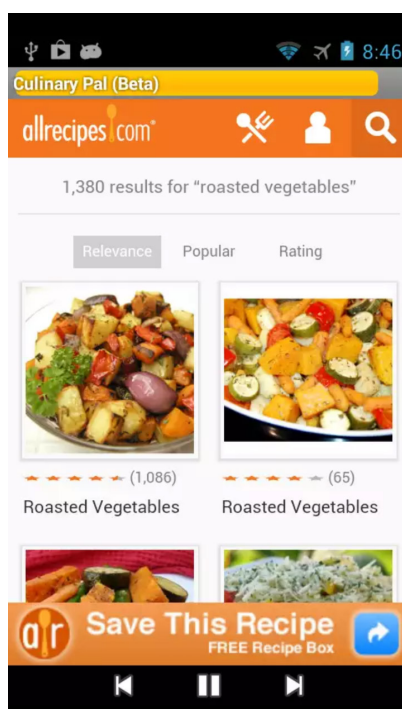 8:46
Culinary Pal (Beta)
allrecipes.com
1,380 results for “roasted vegetables”
Relevance Popular Rating
(1,086) (65)
Roasted Vegetables Roasted Vegetables
ar Save This Recipe
FREE Recipe Box